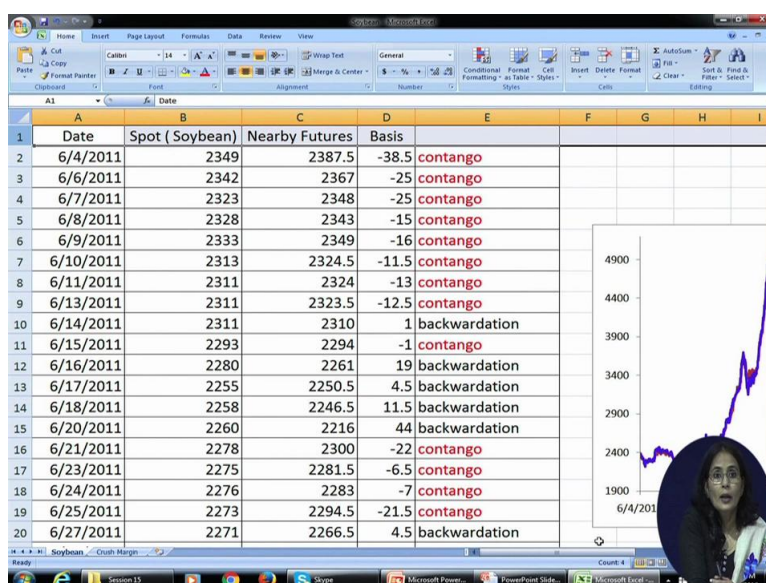 Soybean - Microsoft Excel
Home Insert Page Layout Formulas Data Review View
Cut
Copy
Format Painter
Paste
Clipboard
Calibri 14
B I U
Font
Wrap Text
Merge & Center
Alignment
General
$ % ,
Number
Conditional Formatting Format as Table Cell Styles
Styles
Insert Delete Format
Cells
Σ AutoSum
Fill
Clear
Sort & Filter Find & Select
Editing
A1 fx Date
A B C D E F G H I
1 Date Spot ( Soybean) Nearby Futures Basis
2 6/4/2011 2349 2387.5 -38.5 contango
3 6/6/2011 2342 2367 -25 contango
4 6/7/2011 2323 2348 -25 contango
5 6/8/2011 2328 2343 -15 contango
6 6/9/2011 2333 2349 -16 contango
7 6/10/2011 2313 2324.5 -11.5 contango
8 6/11/2011 2311 2324 -13 contango
9 6/13/2011 2311 2323.5 -12.5 contango
10 6/14/2011 2311 2310 1 backwardation
11 6/15/2011 2293 2294 -1 contango
12 6/16/2011 2280 2261 19 backwardation
13 6/17/2011 2255 2250.5 4.5 backwardation
14 6/18/2011 2258 2246.5 11.5 backwardation
15 6/20/2011 2260 2216 44 backwardation
16 6/21/2011 2278 2300 -22 contango
17 6/23/2011 2275 2281.5 -6.5 contango
18 6/24/2011 2276 2283 -7 contango
19 6/25/2011 2273 2294.5 -21.5 contango
20 6/27/2011 2271 2266.5 4.5 backwardation
4900
4400
3900
3400
2900
2400
1900
6/4/201
Soybean Crush Margin
Ready Count: 4
Session 15 Skype Microsoft Power... PowerPoint Slide... Microsoft Excel -...